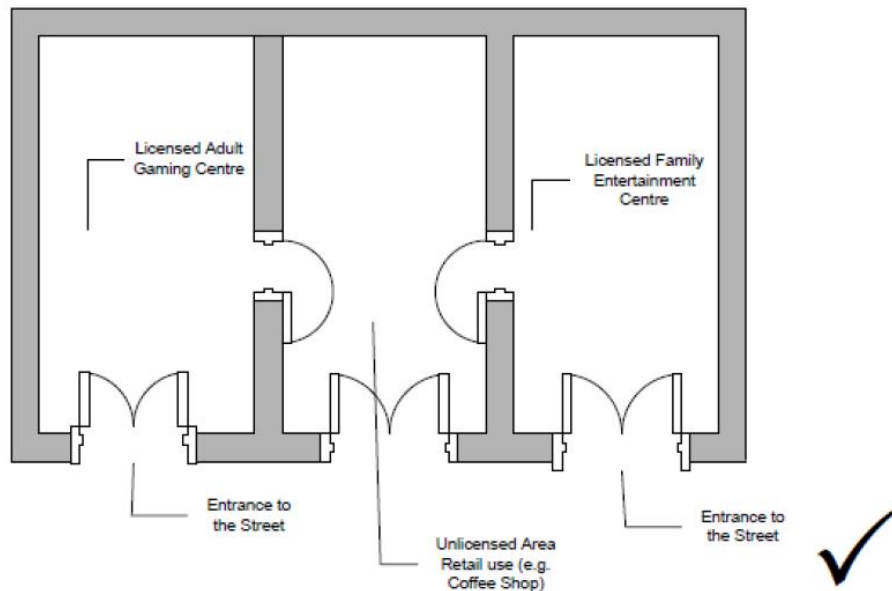 Licensed Adult
Gaming Centre
Licensed Family
Entertainment
Centre
Entrance to
the Street
Unlicensed Area
Retail use (e.g.
Coffee Shop)
Entrance to
the Street